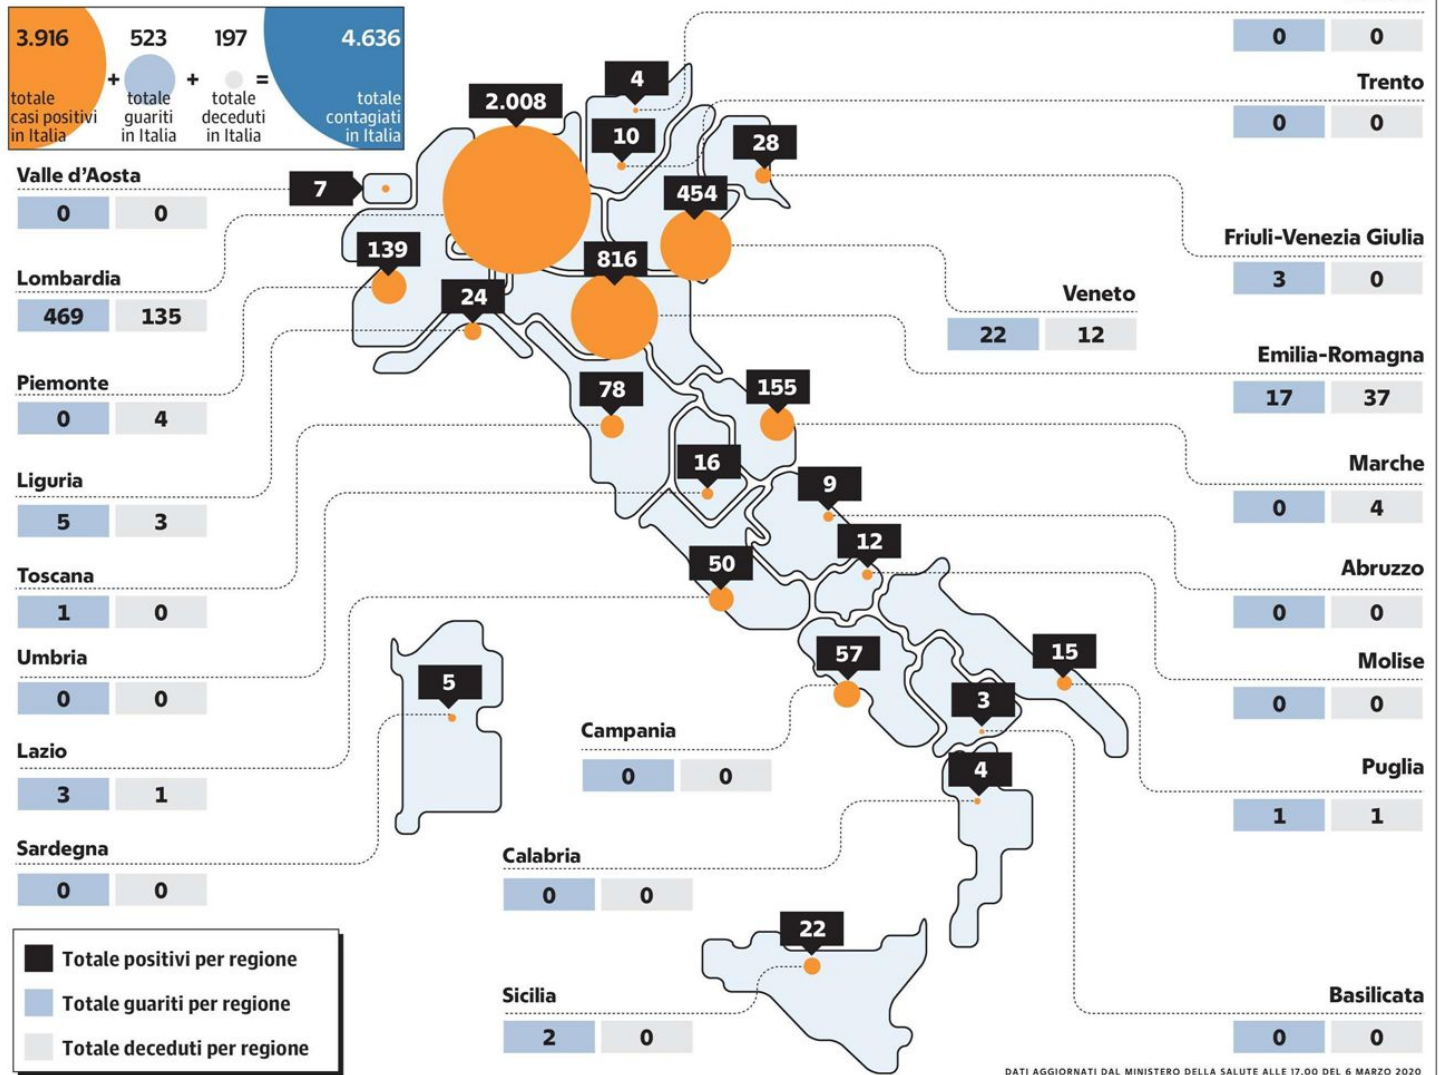 3.916
523
197
4.636
+
+
=
totale
casi positivi
in Italia
totale
guariti
in Italia
totale
deceduti
in Italia
totale
contagiati
in Italia
0 0
Trento
0 0
4
2.008
10
28
454
7
139
816
24
78
155
16
9
12
50
57
15
3
5
4
22
Valle d'Aosta
0 0
Lombardia
469 135
Piemonte
0 4
Liguria
5 3
Toscana
1 0
Umbria
0 0
Lazio
3 1
Sardegna
0 0
Friuli-Venezia Giulia
3 0
Veneto
22 12
Emilia-Romagna
17 37
Marche
0 4
Abruzzo
0 0
Molise
0 0
Puglia
1 1
Campania
0 0
Calabria
0 0
Sicilia
2 0
Basilicata
0 0
Totale positivi per regione
Totale guariti per regione
Totale deceduti per regione
DATI AGGIORNATI DAL MINISTERO DELLA SALUTE ALLE 17.00 DEL 6 MARZO 2020